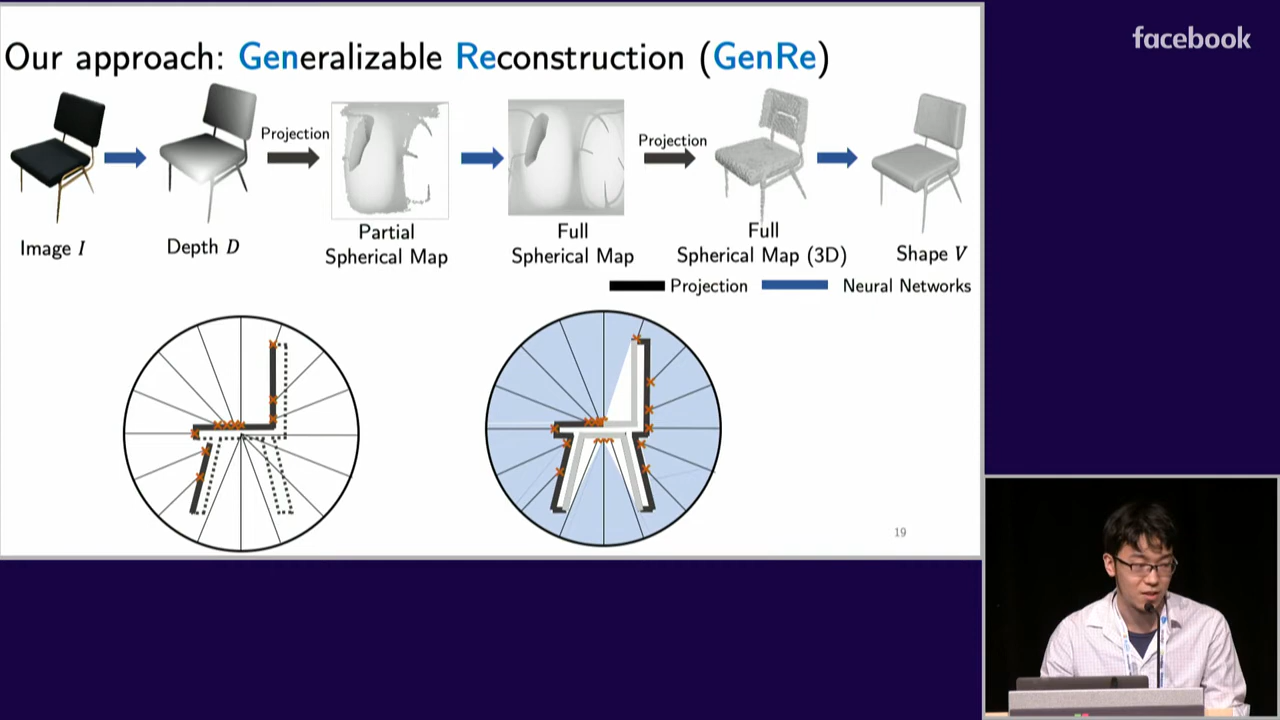 facebook
Our approach: Generalizable Reconstruction (GenRe)
Projection
Projection
Image I
Depth D
Partial
Spherical Map
Full
Spherical Map
Full
Spherical Map (3D)
Shape V
Projection
Neural Networks
19